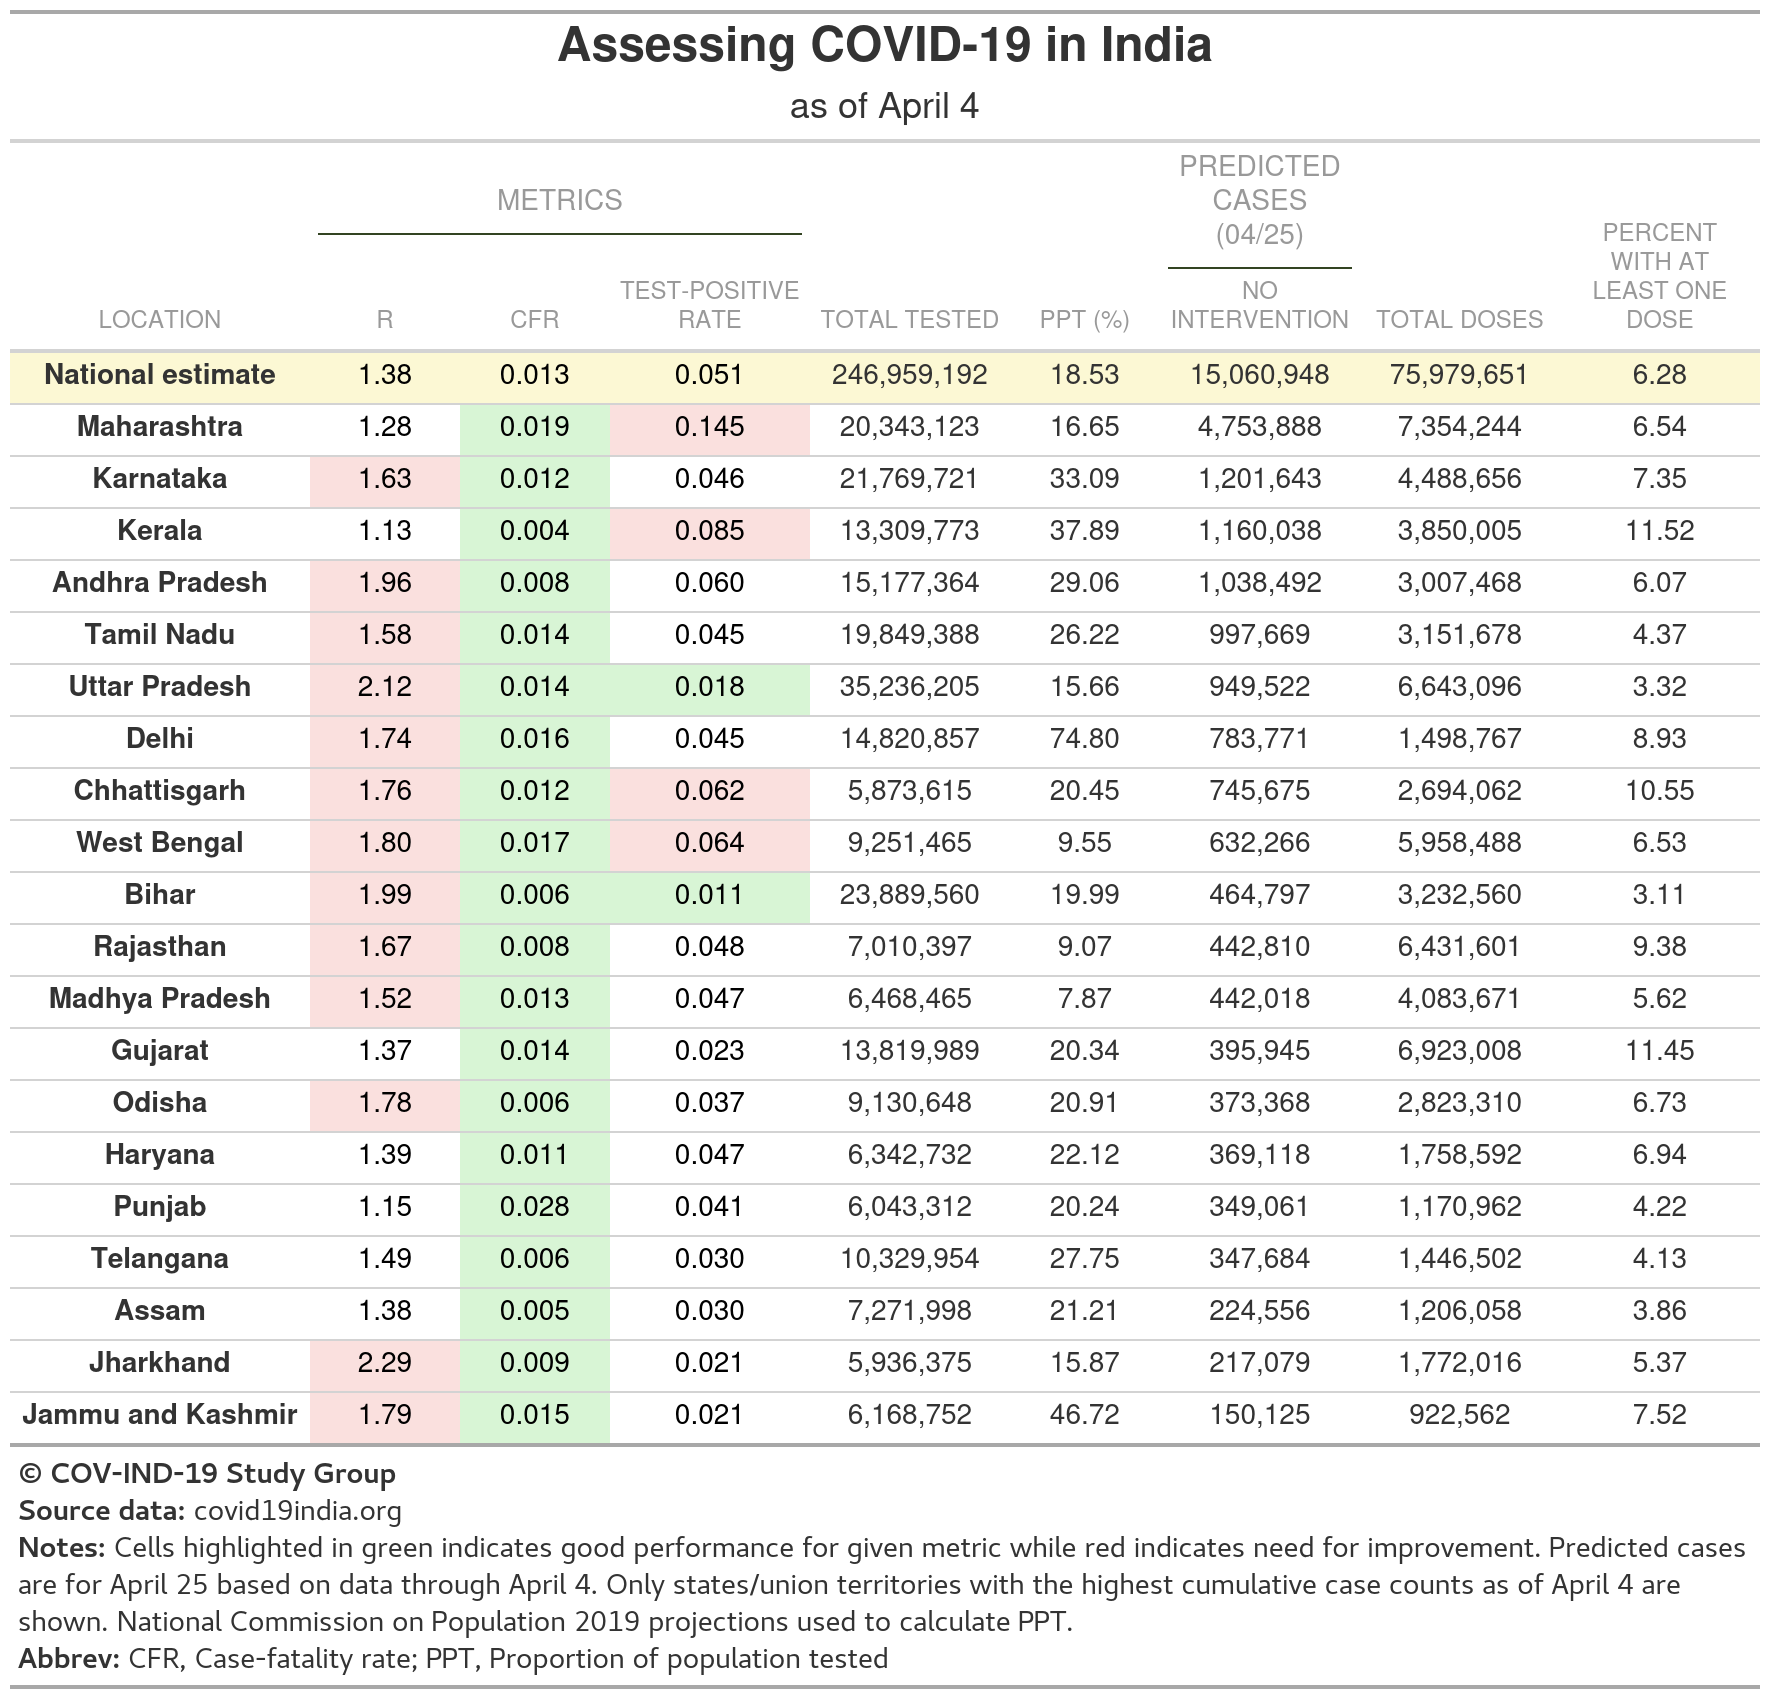 Assessing COVID-19 in India
as of April 4
METRICS
PREDICTED
CASES
(04/25)
LOCATION R CFR TEST-POSITIVE RATE TOTAL TESTED PPT (%) NO INTERVENTION TOTAL DOSES PERCENT WITH AT LEAST ONE DOSE
National estimate 1.38 0.013 0.051 246,959,192 18.53 15,060,948 75,979,651 6.28
Maharashtra 1.28 0.019 0.145 20,343,123 16.65 4,753,888 7,354,244 6.54
Karnataka 1.63 0.012 0.046 21,769,721 33.09 1,201,643 4,488,656 7.35
Kerala 1.13 0.004 0.085 13,309,773 37.89 1,160,038 3,850,005 11.52
Andhra Pradesh 1.96 0.008 0.060 15,177,364 29.06 1,038,492 3,007,468 6.07
Tamil Nadu 1.58 0.014 0.045 19,849,388 26.22 997,669 3,151,678 4.37
Uttar Pradesh 2.12 0.014 0.018 35,236,205 15.66 949,522 6,643,096 3.32
Delhi 1.74 0.016 0.045 14,820,857 74.80 783,771 1,498,767 8.93
Chhattisgarh 1.76 0.012 0.062 5,873,615 20.45 745,675 2,694,062 10.55
West Bengal 1.80 0.017 0.064 9,251,465 9.55 632,266 5,958,488 6.53
Bihar 1.99 0.006 0.011 23,889,560 19.99 464,797 3,232,560 3.11
Rajasthan 1.67 0.008 0.048 7,010,397 9.07 442,810 6,431,601 9.38
Madhya Pradesh 1.52 0.013 0.047 6,468,465 7.87 442,018 4,083,671 5.62
Gujarat 1.37 0.014 0.023 13,819,989 20.34 395,945 6,923,008 11.45
Odisha 1.78 0.006 0.037 9,130,648 20.91 373,368 2,823,310 6.73
Haryana 1.39 0.011 0.047 6,342,732 22.12 369,118 1,758,592 6.94
Punjab 1.15 0.028 0.041 6,043,312 20.24 349,061 1,170,962 4.22
Telangana 1.49 0.006 0.030 10,329,954 27.75 347,684 1,446,502 4.13
Assam 1.38 0.005 0.030 7,271,998 21.21 224,556 1,206,058 3.86
Jharkhand 2.29 0.009 0.021 5,936,375 15.87 217,079 1,772,016 5.37
Jammu and Kashmir 1.79 0.015 0.021 6,168,752 46.72 150,125 922,562 7.52
© COV-IND-19 Study Group
Source data: covid19india.org
Notes: Cells highlighted in green indicates good performance for given metric while red indicates need for improvement. Predicted cases
are for April 25 based on data through April 4. Only states/union territories with the highest cumulative case counts as of April 4 are
shown. National Commission on Population 2019 projections used to calculate PPT.
Abbrev: CFR, Case-fatality rate; PPT, Proportion of population tested